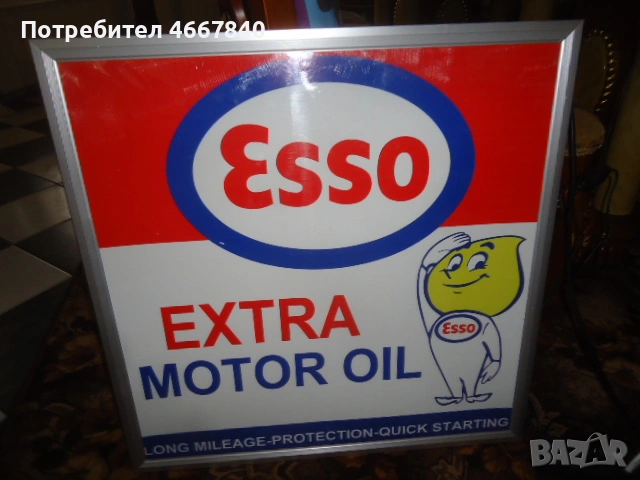 Потребител 4667840
Esso
EXTRA
MOTOR OIL
Esso
LONG MILEAGE-PROTECTION-QUICK STARTING
BAZAR